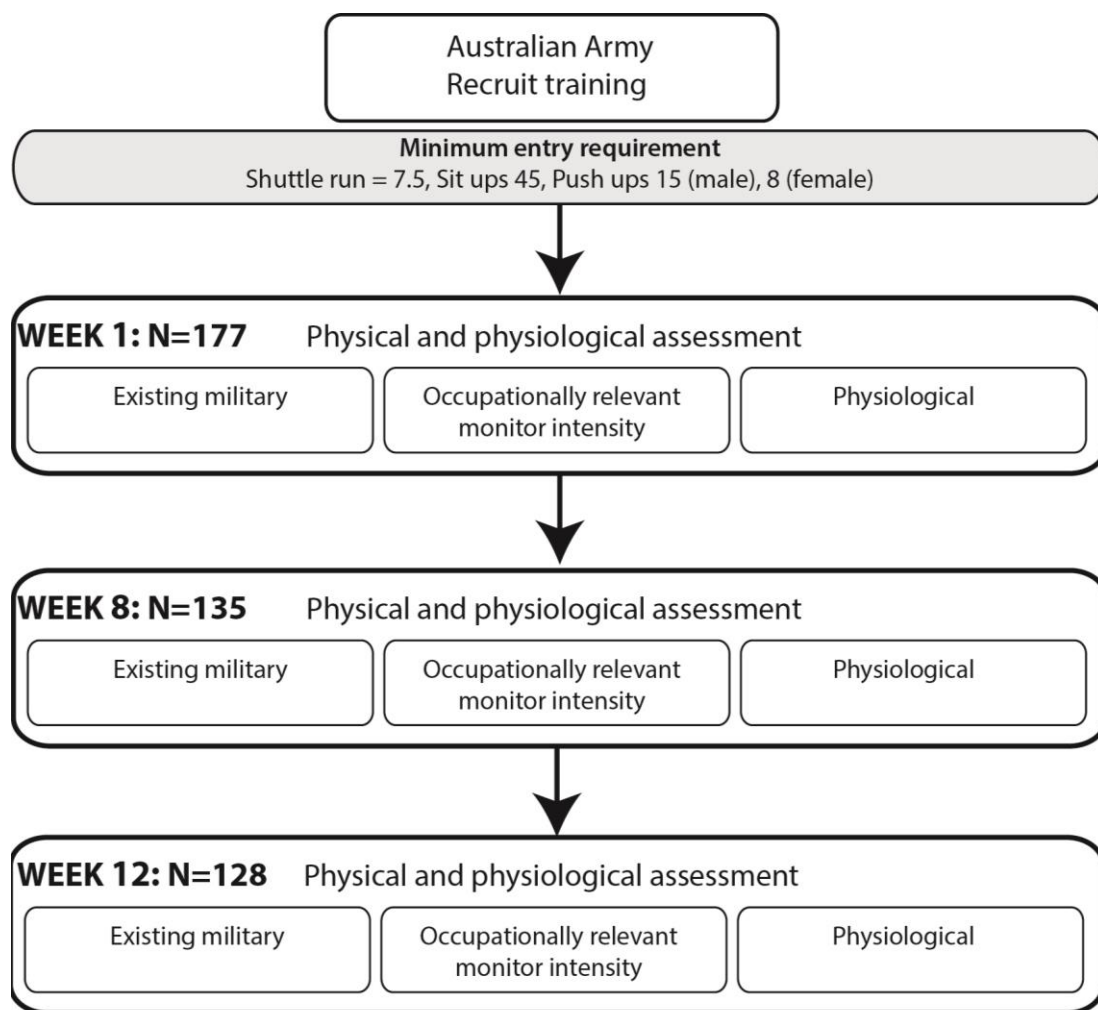 Australian Army
Recruit training
Minimum entry requirement
Shuttle run = 7.5, Sit ups 45, Push ups 15 (male), 8 (female)
WEEK 1: N=177 Physical and physiological assessment
Existing military
Occupationally relevant
monitor intensity
Physiological
WEEK 8: N=135 Physical and physiological assessment
Existing military
Occupationally relevant
monitor intensity
Physiological
WEEK 12: N=128 Physical and physiological assessment
Existing military
Occupationally relevant
monitor intensity
Physiological